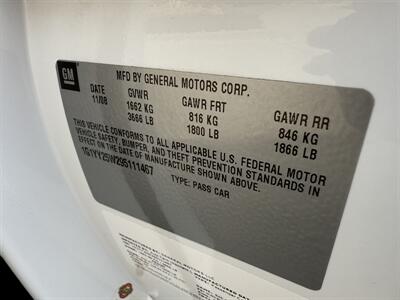 GM
MFD BY GENERAL MOTORS CORP.
DATE GVWR GAWR FRT GAWR RR
11/08 1662 KG 816 KG 846 KG
3666 LB 1800 LB 1866 LB
THIS VEHICLE CONFORMS TO ALL APPLICABLE U.S. FEDERAL MOTOR
VEHICLE SAFETY, BUMPER, AND THEFT PREVENTION STANDARDS IN
EFFECT ON THE DATE OF MANUFACTURE SHOWN ABOVE.
1G1YY25W295111467
TYPE: PASS CAR